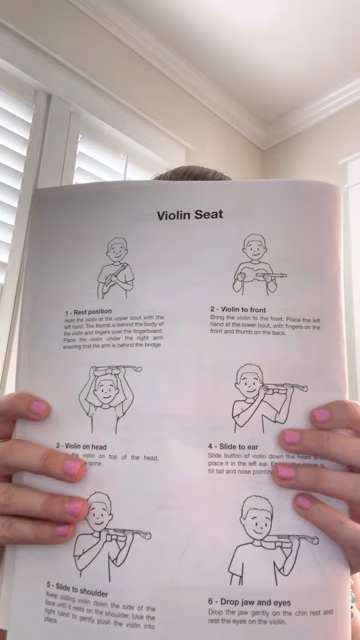 Violin Seat
1 - Rest position
Hold the violin at the upper bout with the
left hand. The thumb is behind the body of
the violin and fingers over the fingerboard.
Place the violin under the right arm
ensuring that the arm is behind the bridge.
2 - Violin to front
Bring the violin to the front. Place the left
hand at the lower bout, with fingers on the
front and thumb on the back.
3 - Violin on head
the violin on top of the head,
spine.
4 - Slide to ear
Slide button of violin down the head
place it in the left ear.
till tall and nose pointing
5 - Slide to shoulder
Keep sliding violin down the side of the
face until it rests on the shoulder. Use the
right hand to gently push the violin into
place.
6 - Drop jaw and eyes
Drop the jaw gently on the chin rest and
rest the eyes on the violin.